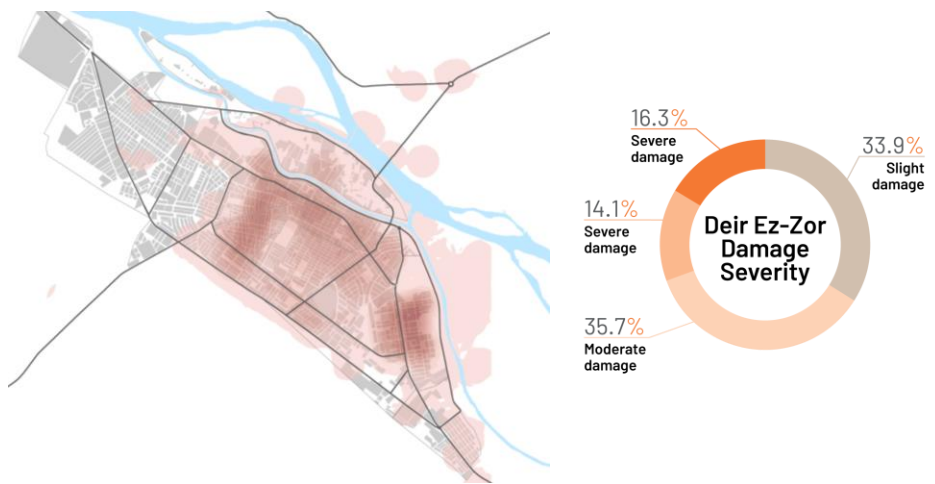 16.3%
Severe
damage
33.9%
Slight
damage
14.1%
Severe
damage
Deir Ez-Zor
Damage
Severity
35.7%
Moderate
damage